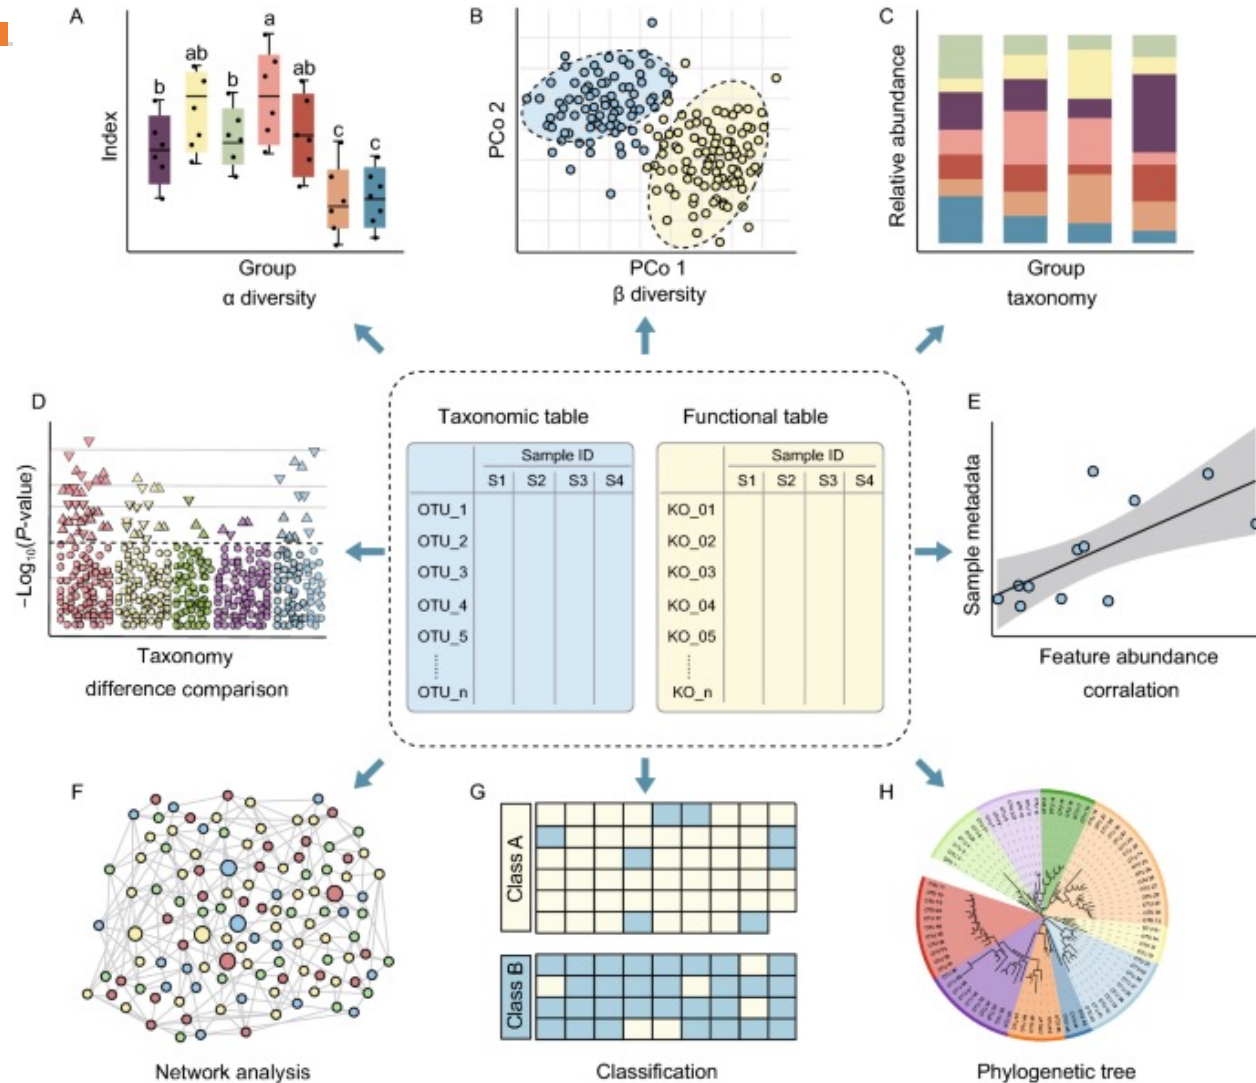 A
b
ab
b
a
ab
c
c
Index
Group
α diversity
B
PCo 2
PCo 1
β diversity
C
Relative abundance
Group
taxonomy
D
−Log10(P-value)
Taxonomy
difference comparison
Taxonomic table
Sample ID
S1 S2 S3 S4
OTU_1
OTU_2
OTU_3
OTU_4
OTU_5
OTU_n
Functional table
Sample ID
S1 S2 S3 S4
KO_01
KO_02
KO_03
KO_04
KO_05
KO_n
E
Sample metadata
Feature abundance
corralation
F
Network analysis
G
Class A
Class B
Classification
H
Phylogenetic tree